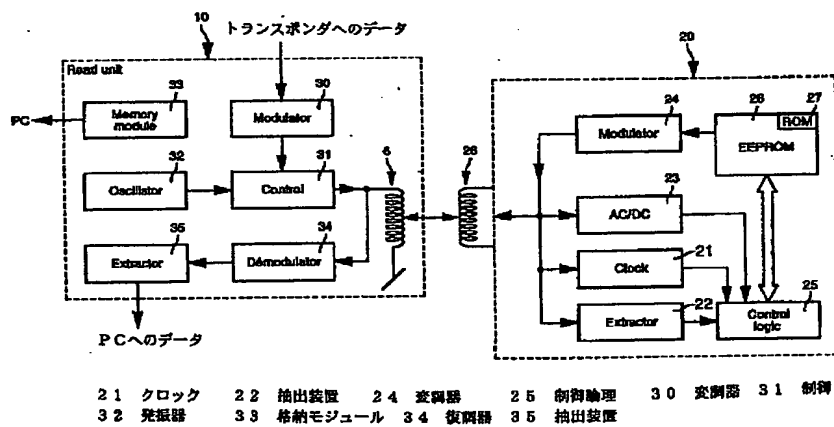 10
トランスポンダへのデータ
20
Read unit
33
Memory module
PC
30
Modulator
32
Oscillator
31
Control
6
26
35
Extractor
34
Démodulator
PCへのデータ
24
Modulator
26
27
ROM
EEPROM
23
AC/DC
21
Clock
22
Extractor
25
Control logic
21 クロック 22 抽出装置 24 変調器 25 制御論理 30 変調器 31 制御
32 発振器 33 格納モジュール 34 復調器 35 抽出装置